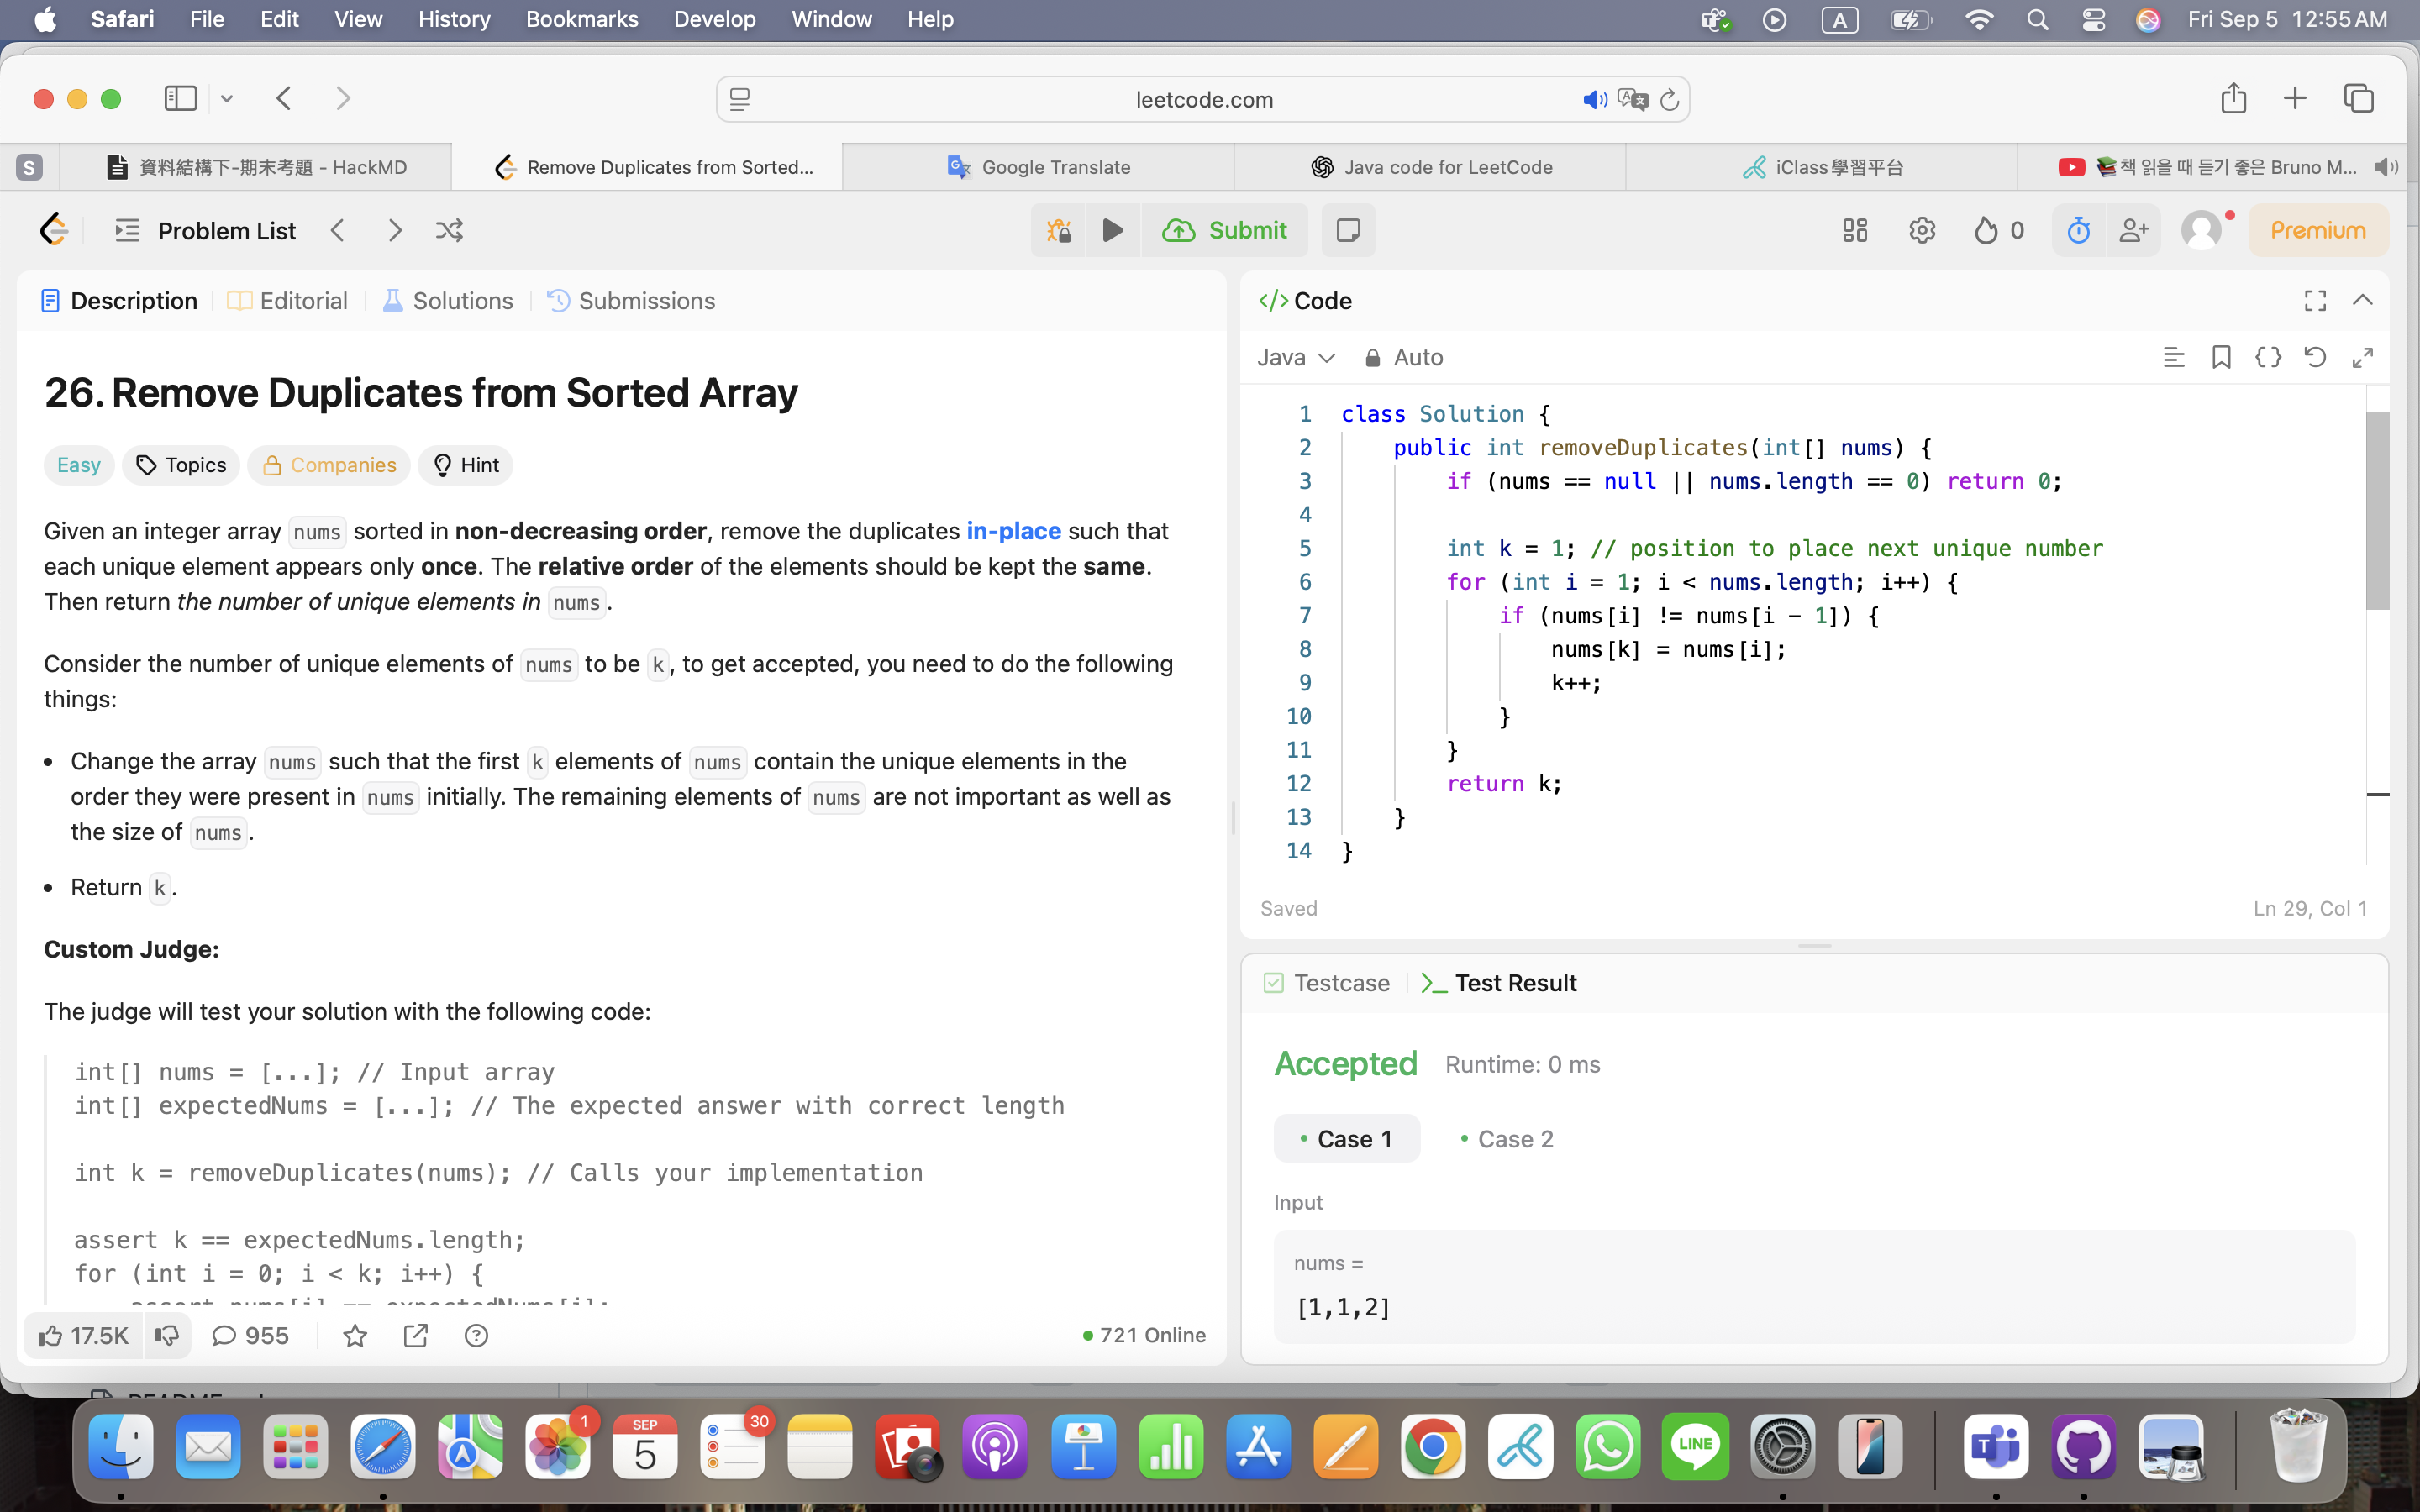 Safari File Edit View History Bookmarks Develop Window Help A Fri Sep 5 12:55 AM
leetcode.com
S 資料結構下-期末考題 - HackMD Remove Duplicates from Sorted... Google Translate Java code for LeetCode iClass學習平台 📚책 읽을 때 듣기 좋은 Bruno M...
Problem List Submit 0 Premium
Description Editorial Solutions Submissions
26. Remove Duplicates from Sorted Array
Easy Topics Companies Hint
Given an integer array nums sorted in non-decreasing order, remove the duplicates in-place such that
each unique element appears only once. The relative order of the elements should be kept the same.
Then return the number of unique elements in nums.
Consider the number of unique elements of nums to be k, to get accepted, you need to do the following
things:
• Change the array nums such that the first k elements of nums contain the unique elements in the
order they were present in nums initially. The remaining elements of nums are not important as well as
the size of nums.
• Return k.
Custom Judge:
The judge will test your solution with the following code:
int[] nums = [...]; // Input array
int[] expectedNums = [...]; // The expected answer with correct length
int k = removeDuplicates(nums); // Calls your implementation
assert k == expectedNums.length;
for (int i = 0; i < k; i++) {
assert nums[i] == expectedNums[i];
17.5K 955 721 Online
</> Code
Java Auto
1 class Solution {
2 public int removeDuplicates(int[] nums) {
3 if (nums == null || nums.length == 0) return 0;
4
5 int k = 1; // position to place next unique number
6 for (int i = 1; i < nums.length; i++) {
7 if (nums[i] != nums[i - 1]) {
8 nums[k] = nums[i];
9 k++;
10 }
11 }
12 return k;
13 }
14 }
Saved Ln 29, Col 1
Testcase Test Result
Accepted Runtime: 0 ms
• Case 1 • Case 2
Input
nums =
[1,1,2]
1 SEP 5 30 LINE T